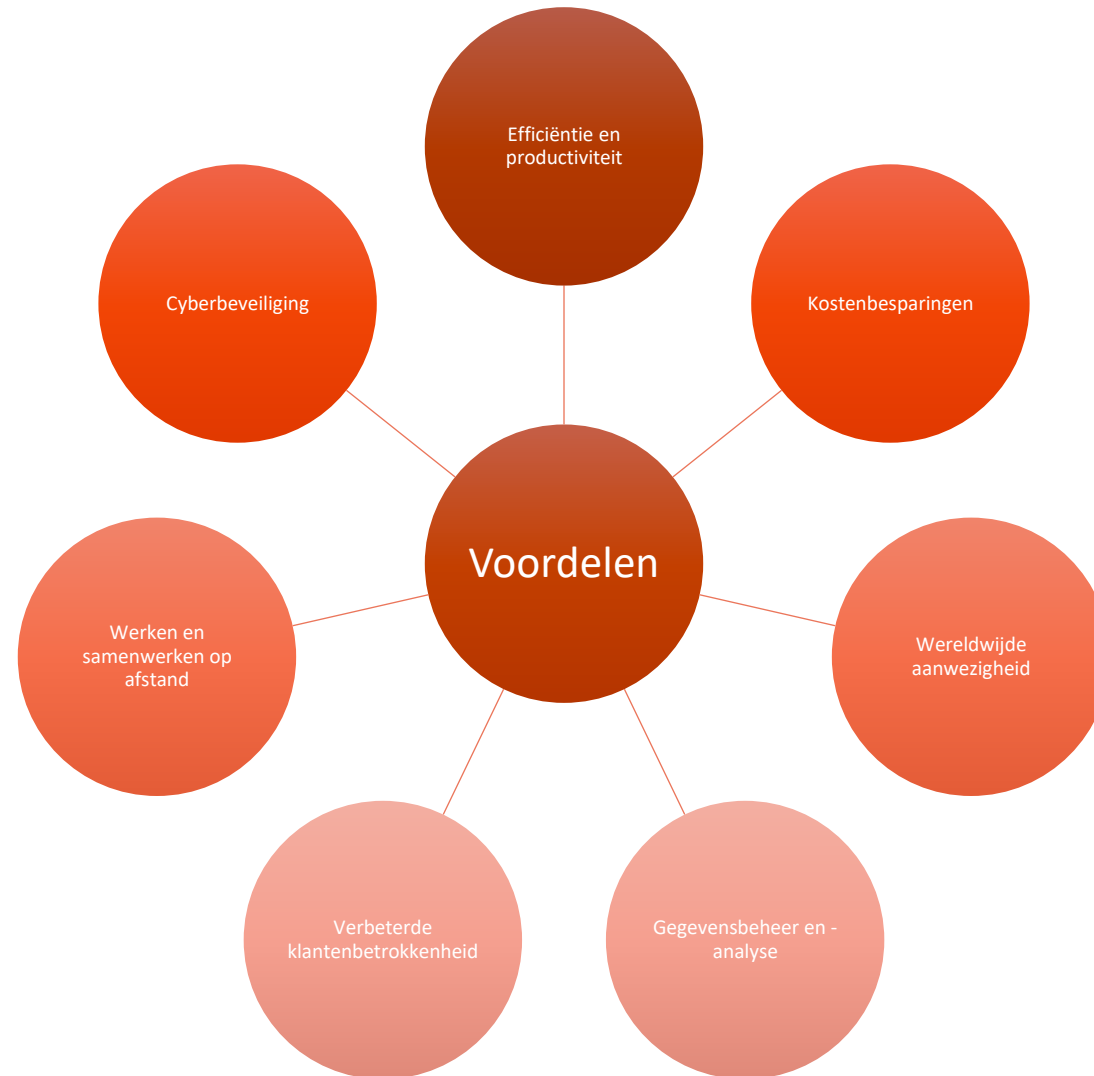 Efficiëntie en
productiviteit
Cyberbeveiliging
Kostenbesparingen
Voordelen
Werken en
samenwerken op
afstand
Wereldwijde
aanwezigheid
Verbeterde
klantenbetrokkenheid
Gegevensbeheer en -
analyse